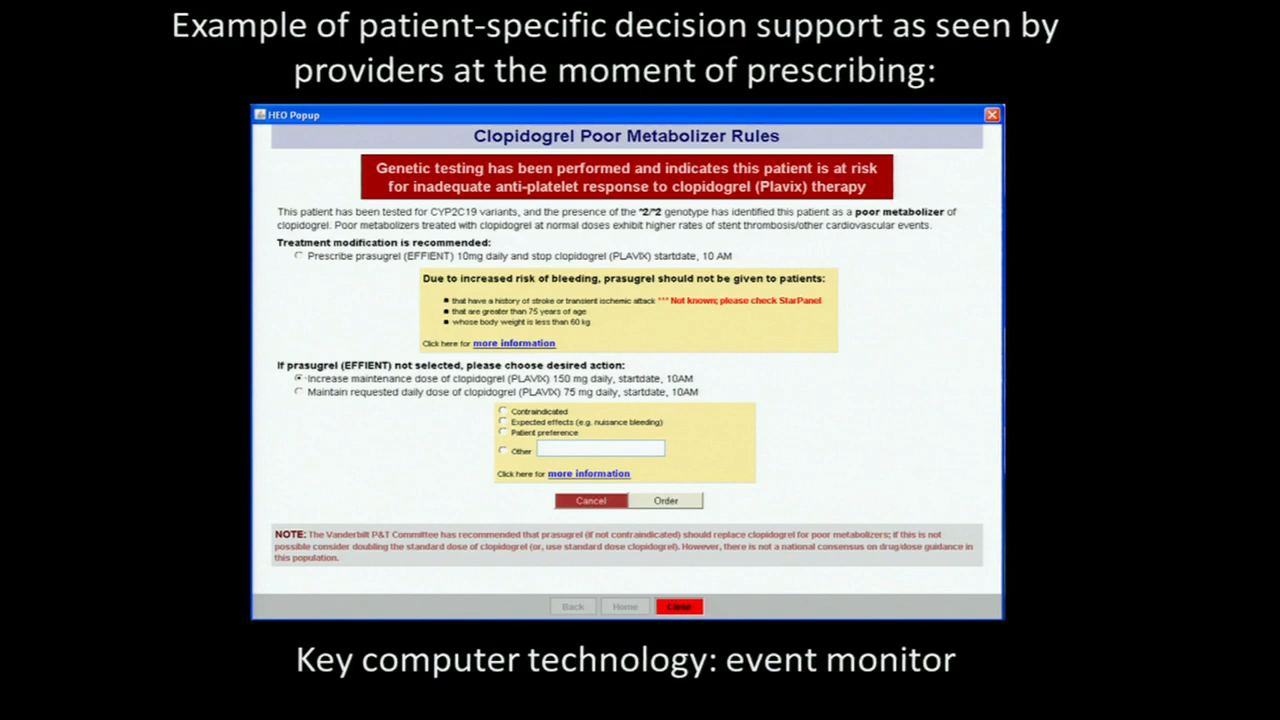 Example of patient-specific decision support as seen by
providers at the moment of prescribing:
HEO Popup
Clopidogrel Poor Metabolizer Rules
Genetic testing has been performed and indicates this patient is at risk
for inadequate anti-platelet response to clopidogrel (Plavix) therapy
This patient has been tested for CYP2C19 variants, and the presence of the *2/*2 genotype has identified this patient as a poor metabolizer of
clopidogrel. Poor metabolizers treated with clopidogrel at normal doses exhibit higher rates of stent thrombosis/other cardiovascular events.
Treatment modification is recommended:
Prescribe prasugrel (EFFIENT) 10mg daily and stop clopidogrel (PLAVIX) startdate, 10 AM
Due to increased risk of bleeding, prasugrel should not be given to patients:
that have a history of stroke or transient ischemic attack *** Not known; please check StarPanel
that are greater than 75 years of age
whose body weight is less than 60 kg
Click here for more information
If prasugrel (EFFIENT) not selected, please choose desired action:
Increase maintenance dose of clopidogrel (PLAVIX) 150 mg daily, startdate, 10AM
Maintain requested daily dose of clopidogrel (PLAVIX) 75 mg daily, startdate, 10AM
Contraindicated
Expected effects (e.g. nuisance bleeding)
Patient preference
Other
Click here for more information
Cancel Order
NOTE: The Vanderbilt P&T Committee has recommended that prasugrel (if not contraindicated) should replace clopidogrel for poor metabolizers; if this is not
possible consider doubling the standard dose of clopidogrel (or, use standard dose clopidogrel). However, there is not a national consensus on drug/dose guidance in
this population.
Back Home Close
Key computer technology: event monitor